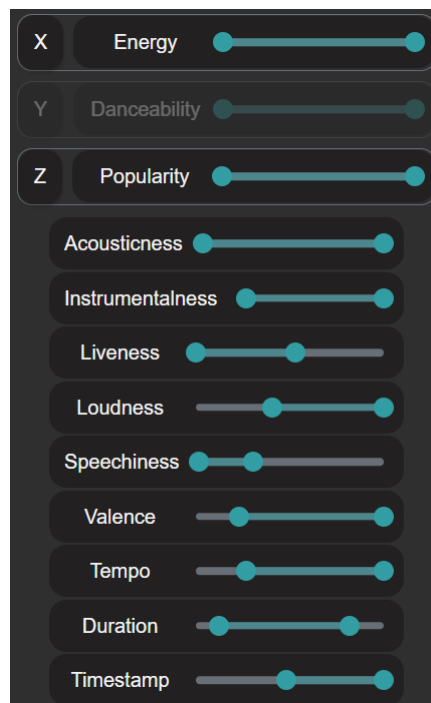 X Energy
Y Danceability
Z Popularity
Acousticness
Instrumentalness
Liveness
Loudness
Speechiness
Valence
Tempo
Duration
Timestamp